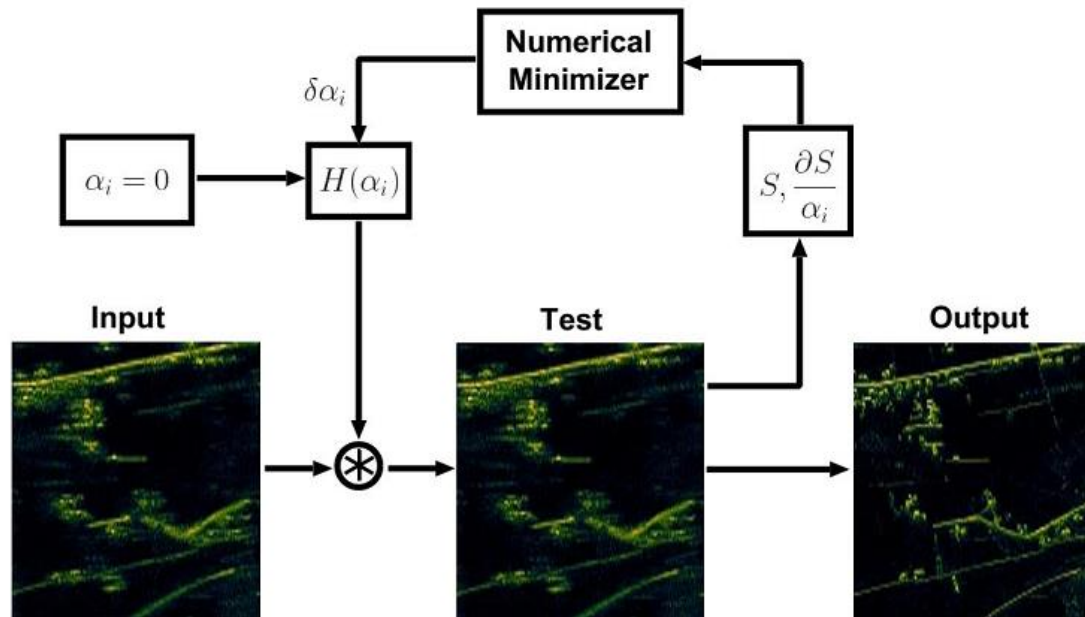 Numerical
Minimizer
δα_i
α_i = 0
H(α_i)
S, ∂S/α_i
Input
Test
Output
⊛